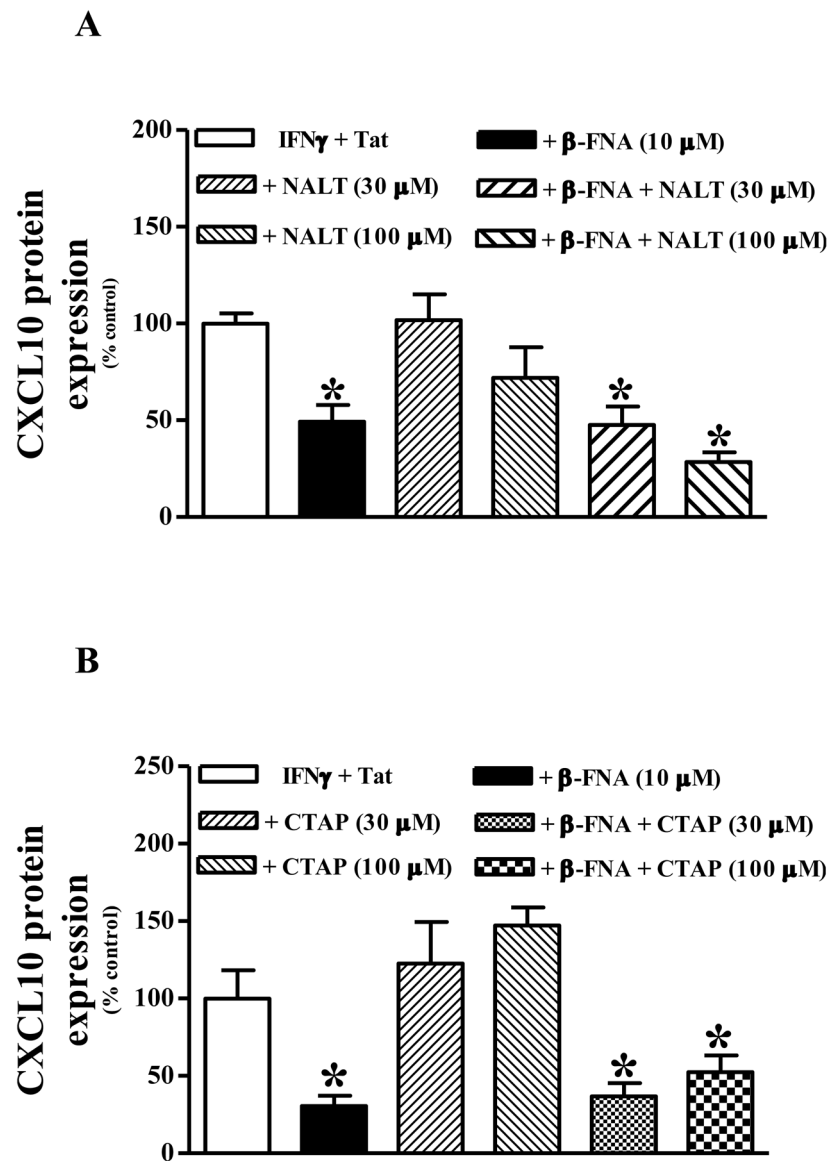 A
CXCL10 protein
expression
(% control)
200
150
100
50
0
IFNγ + Tat
+ β-FNA (10 μM)
+ NALT (30 μM)
+ β-FNA + NALT (30 μM)
+ NALT (100 μM)
+ β-FNA + NALT (100 μM)
*
*
*
B
CXCL10 protein
expression
(% control)
250
200
150
100
50
0
IFNγ + Tat
+ β-FNA (10 μM)
+ CTAP (30 μM)
+ β-FNA + CTAP (30 μM)
+ CTAP (100 μM)
+ β-FNA + CTAP (100 μM)
*
*
*